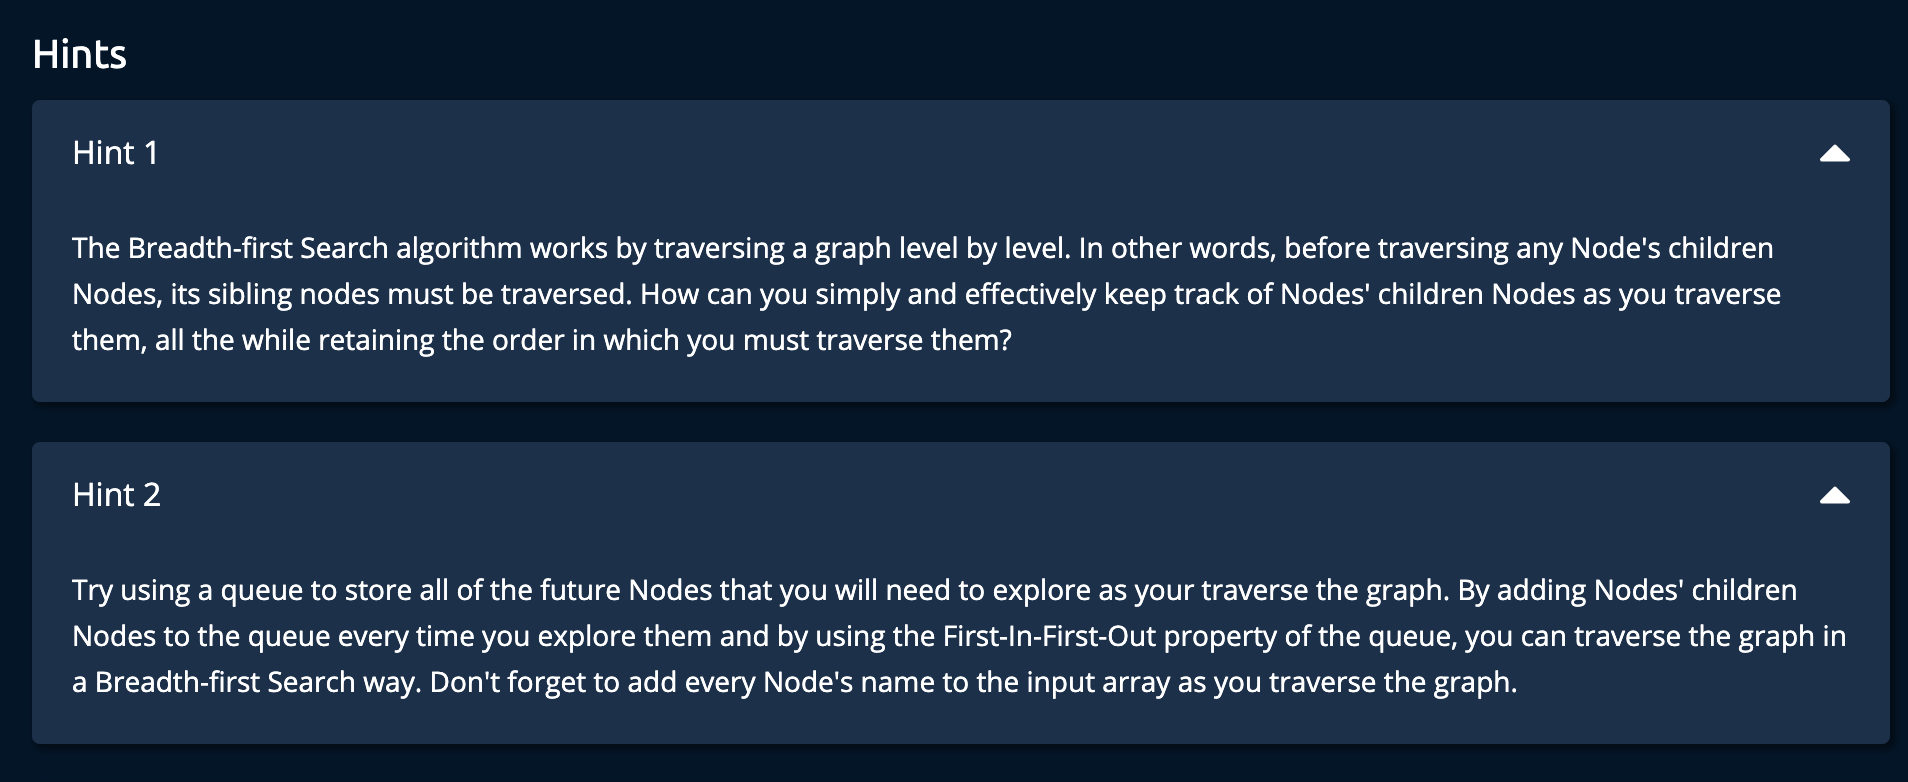 Hints
Hint 1
The Breadth-first Search algorithm works by traversing a graph level by level. In other words, before traversing any Node's children
Nodes, its sibling nodes must be traversed. How can you simply and effectively keep track of Nodes' children Nodes as you traverse
them, all the while retaining the order in which you must traverse them?
Hint 2
Try using a queue to store all of the future Nodes that you will need to explore as your traverse the graph. By adding Nodes' children
Nodes to the queue every time you explore them and by using the First-In-First-Out property of the queue, you can traverse the graph in
a Breadth-first Search way. Don't forget to add every Node's name to the input array as you traverse the graph.